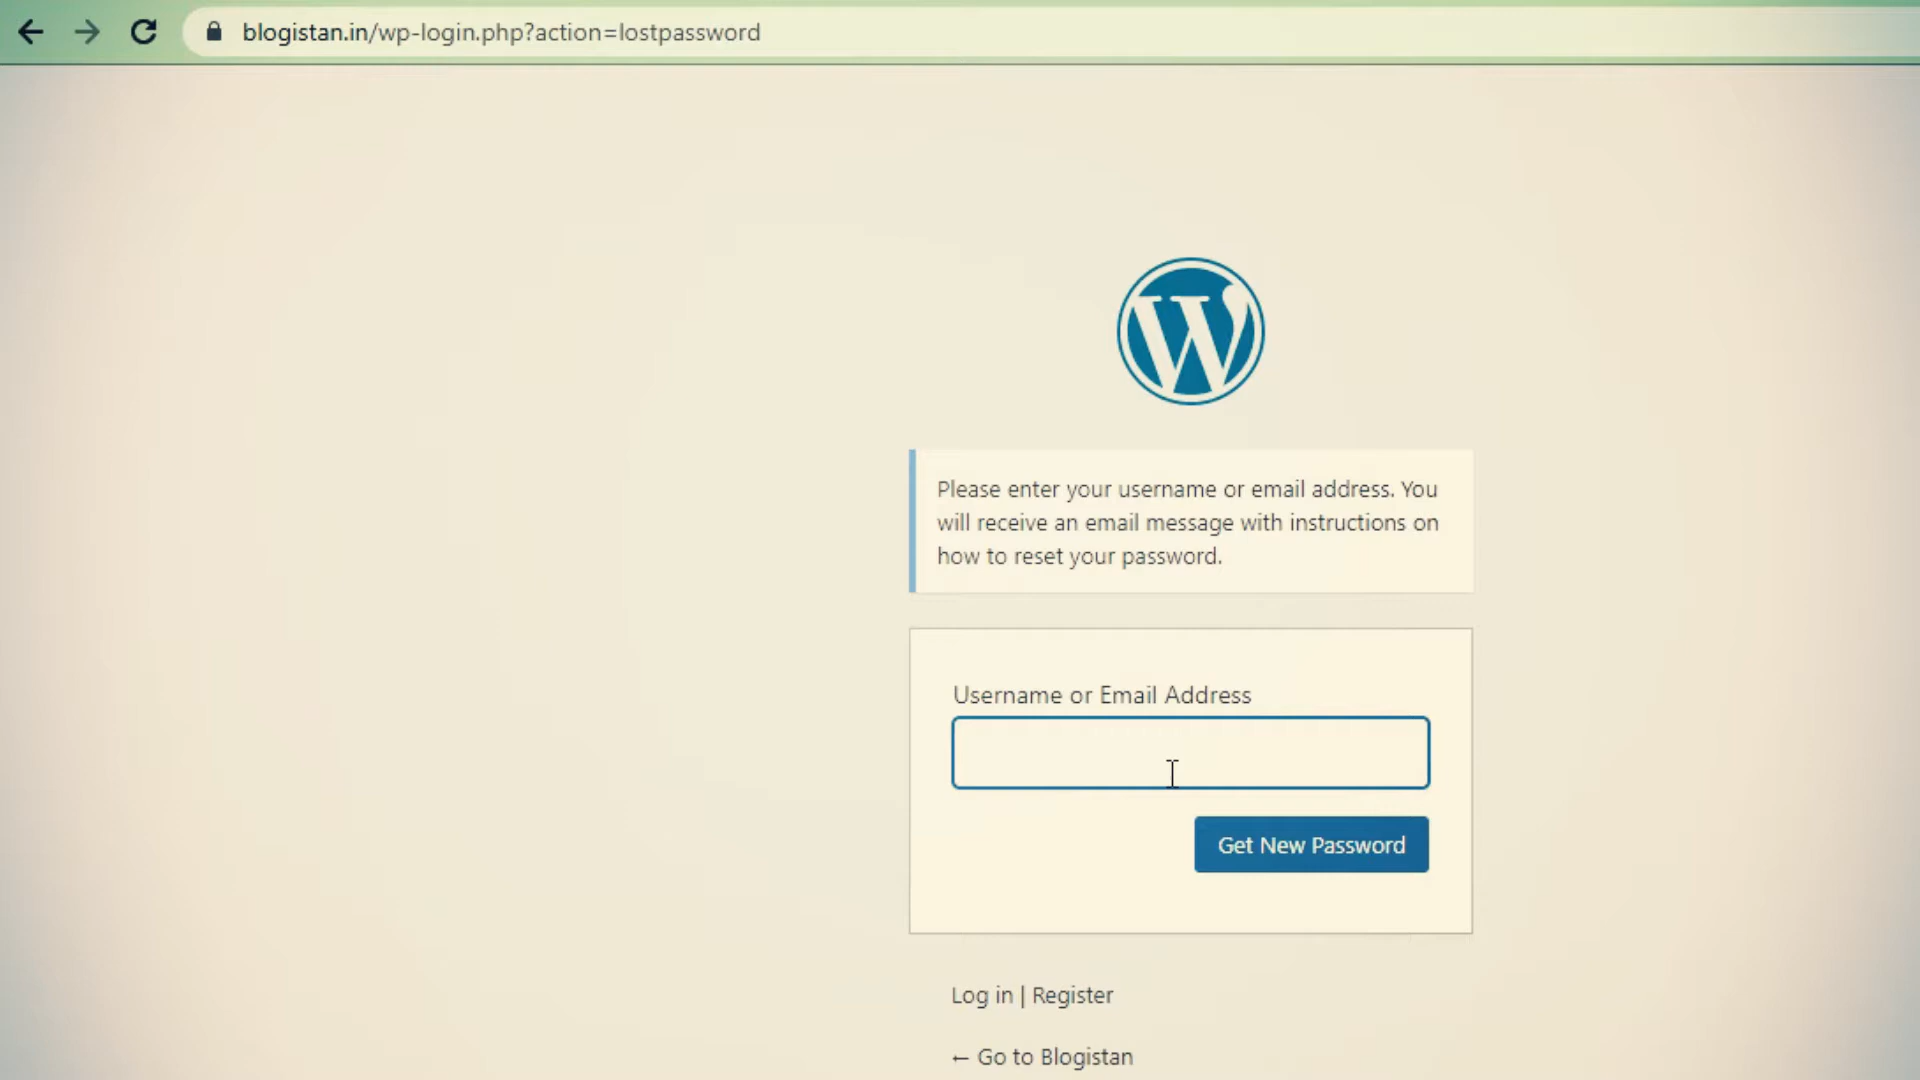 blogistan.in/wp-login.php?action=lostpassword
Please enter your username or email address. You
will receive an email message with instructions on
how to reset your password.
Username or Email Address
Get New Password
Log in | Register
← Go to Blogistan